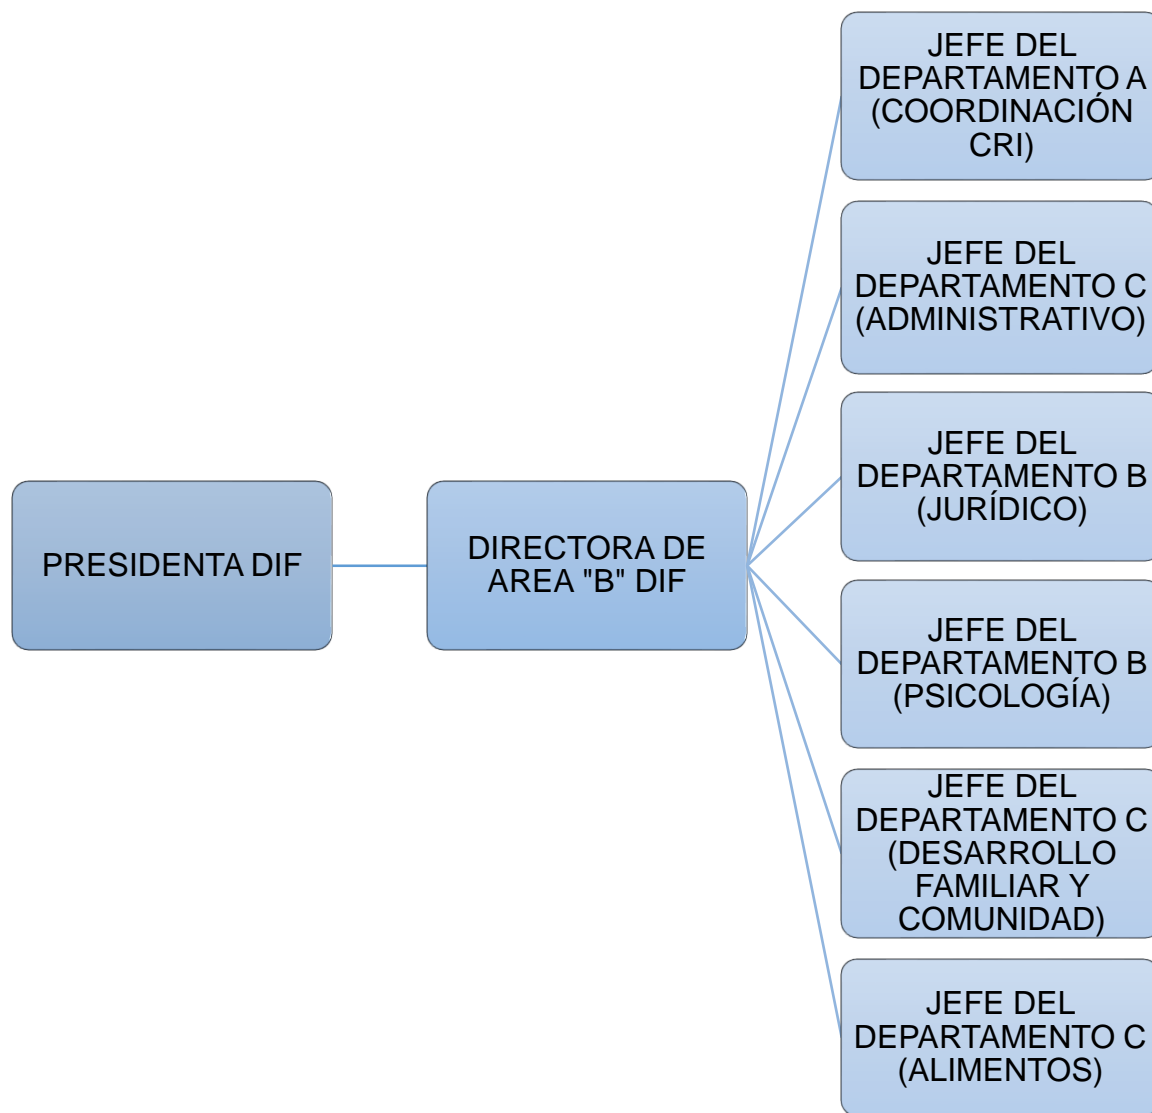 PRESIDENTA DIF
DIRECTORA DE
AREA "B" DIF
JEFE DEL
DEPARTAMENTO A
(COORDINACIÓN
CRI)
JEFE DEL
DEPARTAMENTO C
(ADMINISTRATIVO)
JEFE DEL
DEPARTAMENTO B
(JURÍDICO)
JEFE DEL
DEPARTAMENTO B
(PSICOLOGÍA)
JEFE DEL
DEPARTAMENTO C
(DESARROLLO
FAMILIAR Y
COMUNIDAD)
JEFE DEL
DEPARTAMENTO C
(ALIMENTOS)